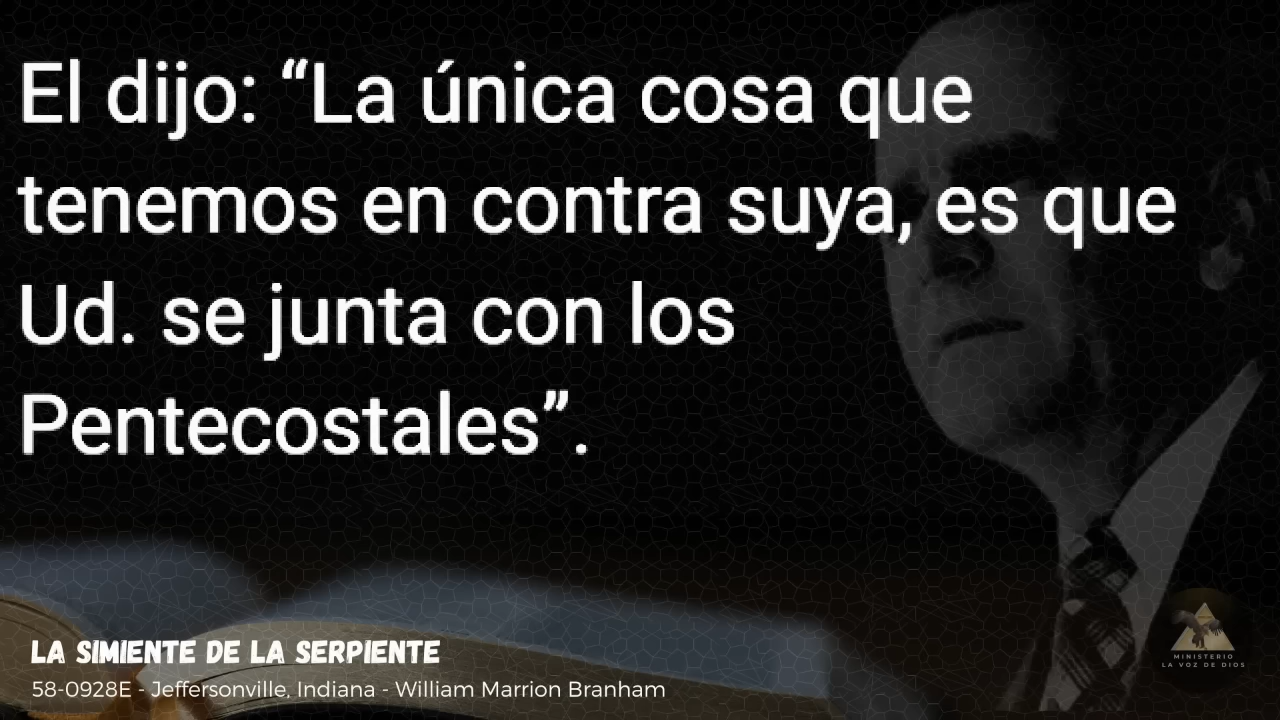 El dijo: “La única cosa que
tenemos en contra suya, es que
Ud. se junta con los
Pentecostales”.
LA SIMIENTE DE LA SERPIENTE
58-0928E - Jeffersonville, Indiana - William Marrion Branham
MINISTERIO
LA VOZ DE DIOS